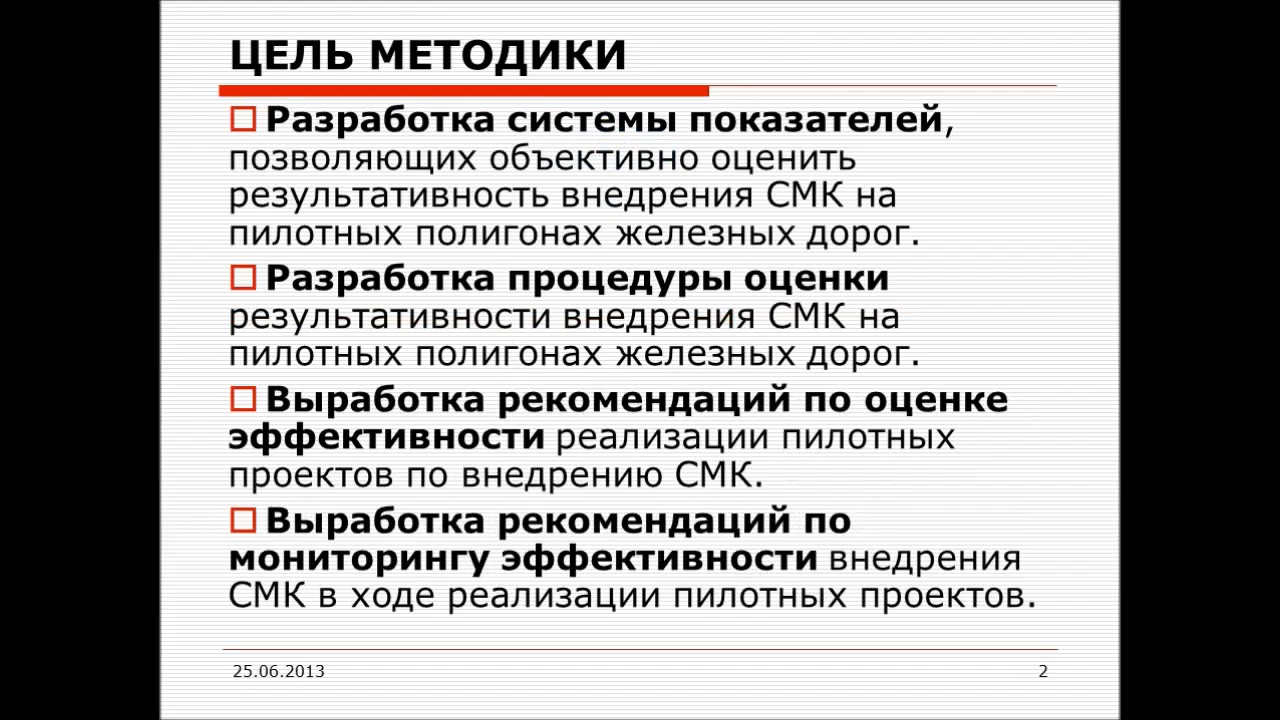 ЦЕЛЬ МЕТОДИКИ
Разработка системы показателей,
позволяющих объективно оценить
результативность внедрения СМК на
пилотных полигонах железных дорог.
Разработка процедуры оценки
результативности внедрения СМК на
пилотных полигонах железных дорог.
Выработка рекомендаций по оценке
эффективности реализации пилотных
проектов по внедрению СМК.
Выработка рекомендаций по
мониторингу эффективности внедрения
СМК в ходе реализации пилотных проектов.
25.06.2013
2